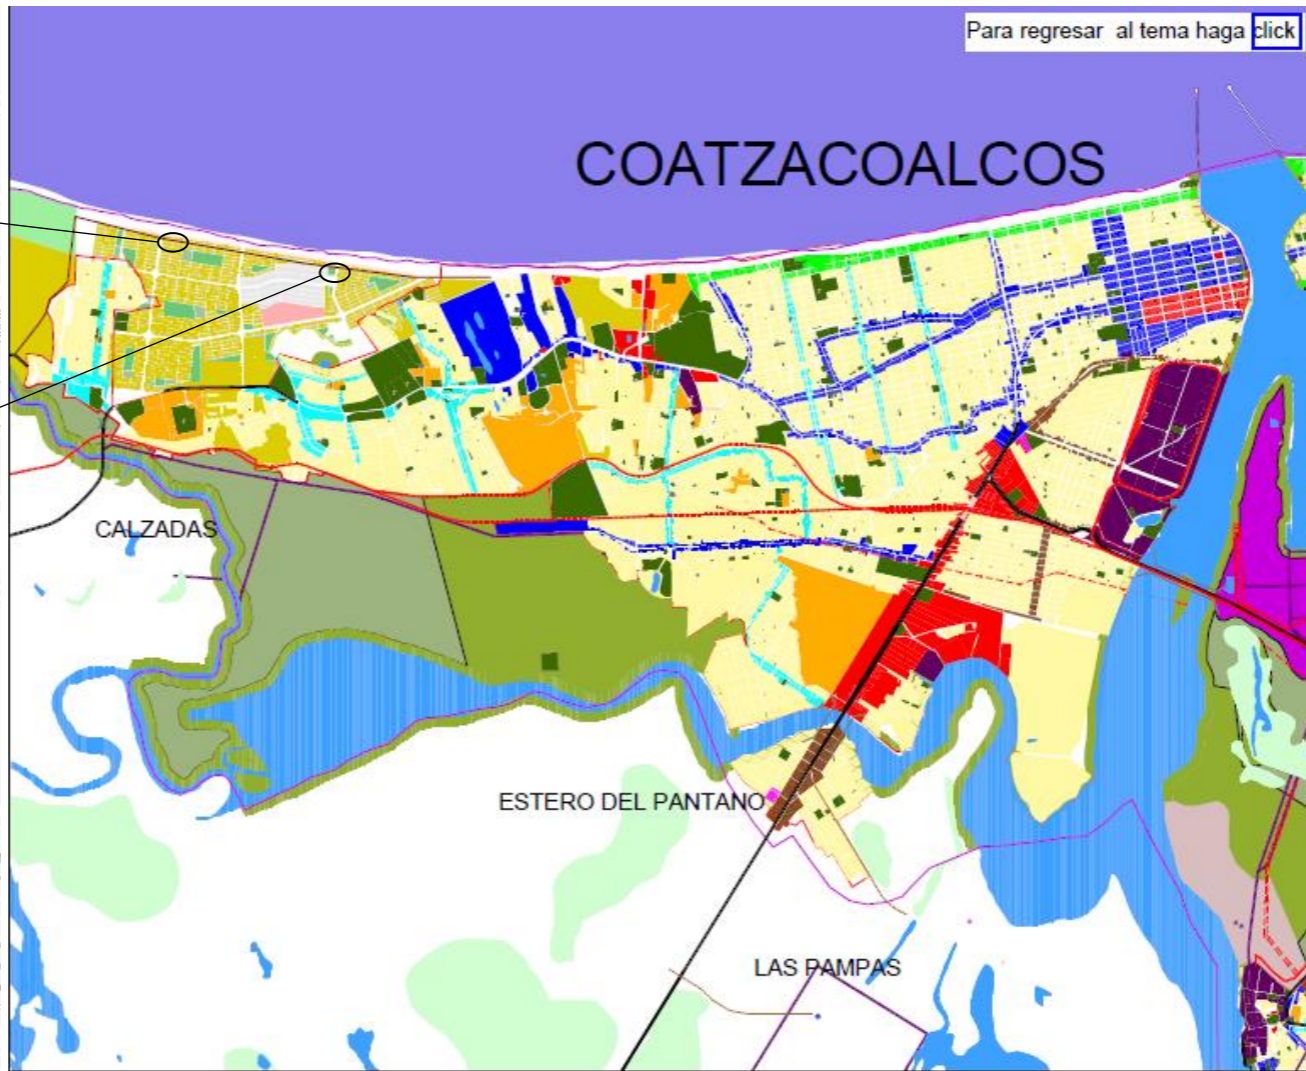 Para regresar al tema haga click
COATZACOALCOS
CALZADAS
ESTERO DEL PANTANO
LAS PAMPAS